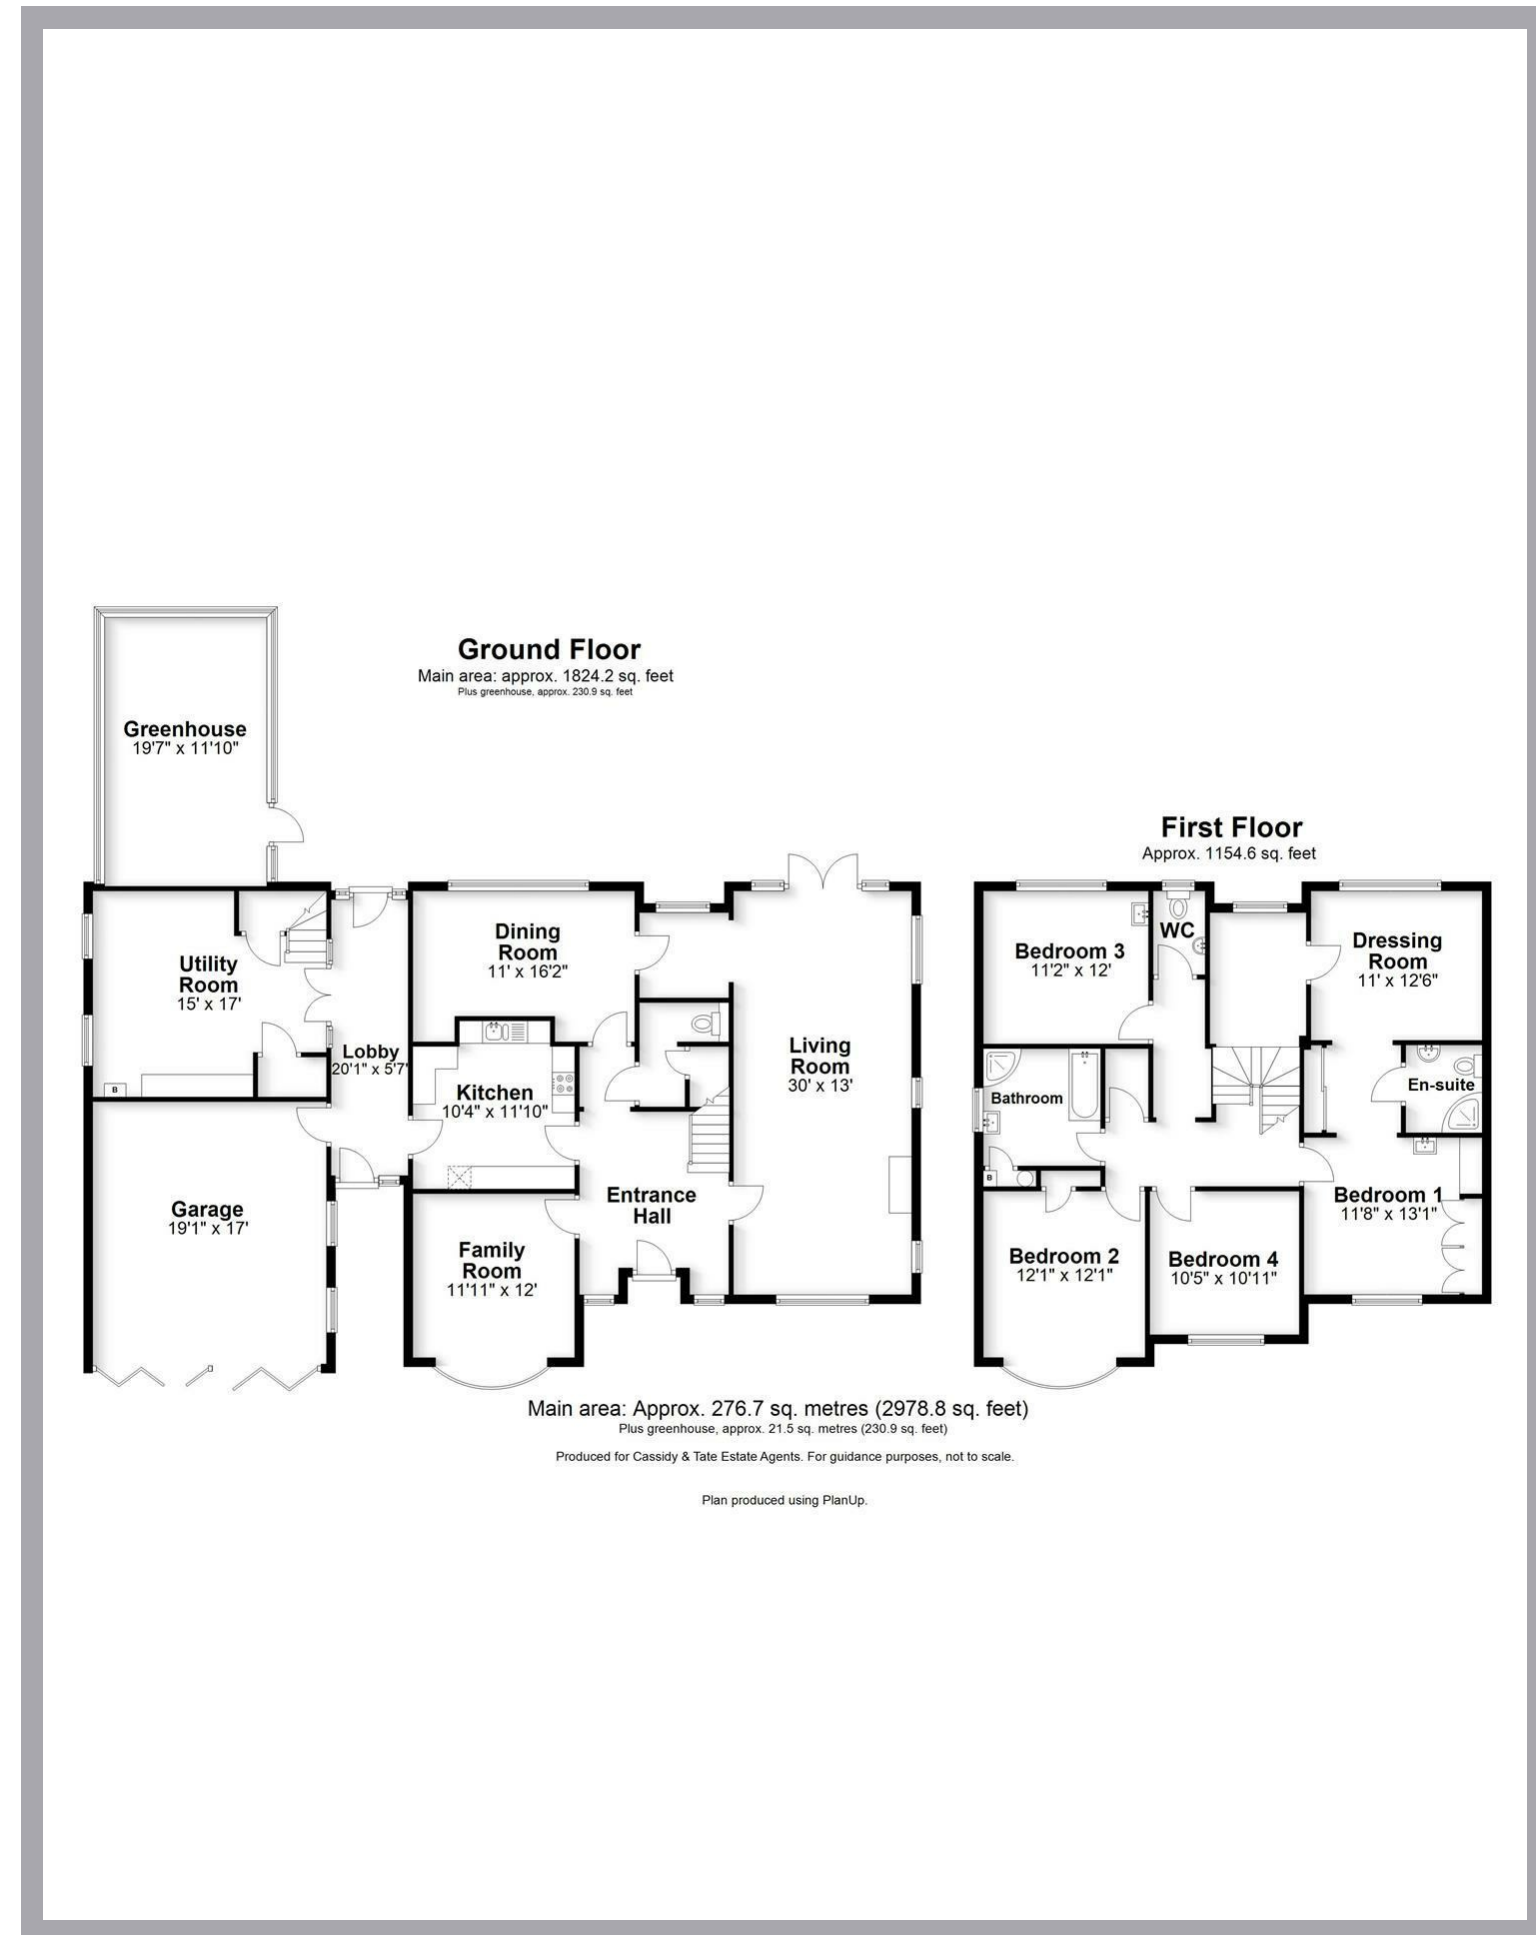 Ground Floor
Main area: approx. 1824.2 sq. feet
Plus greenhouse, approx. 230.9 sq. feet
Greenhouse
19'7" x 11'10"
Utility
Room
15' x 17'
B
Lobby
20'1" x 5'7"
Garage
19'1" x 17'
Dining
Room
11' x 16'2"
Kitchen
10'4" x 11'10"
Family
Room
11'11" x 12'
Entrance
Hall
Living
Room
30' x 13'
First Floor
Approx. 1154.6 sq. feet
Bedroom 3
11'2" x 12'
WC
Dressing
Room
11' x 12'6"
Bathroom
B
En-suite
Bedroom 1
11'8" x 13'1"
Bedroom 2
12'1" x 12'1"
Bedroom 4
10'5" x 10'11"
Main area: Approx. 276.7 sq. metres (2978.8 sq. feet)
Plus greenhouse, approx. 21.5 sq. metres (230.9 sq. feet)
Produced for Cassidy & Tate Estate Agents. For guidance purposes, not to scale.
Plan produced using PlanUp.